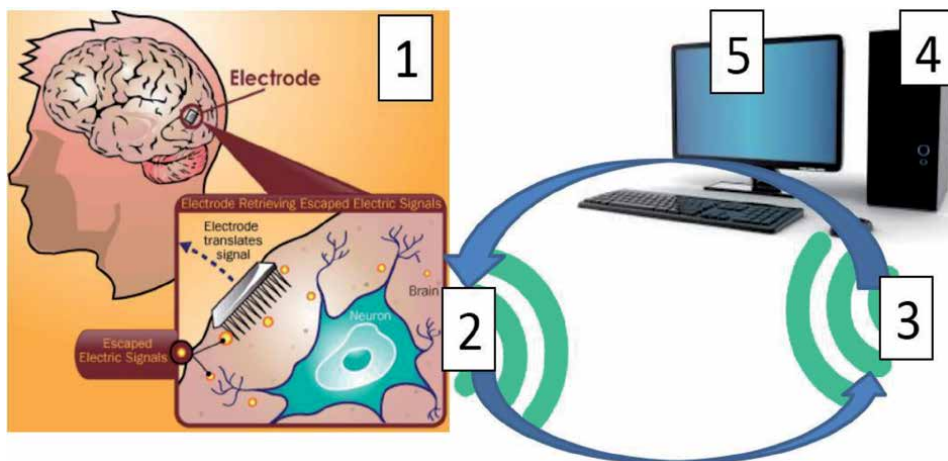 1
Electrode
Electrode Retrieving Escaped Electric Signals
Electrode
translates
signal
Brain
Neuron
Escaped
Electric Signals
2
3
5
4